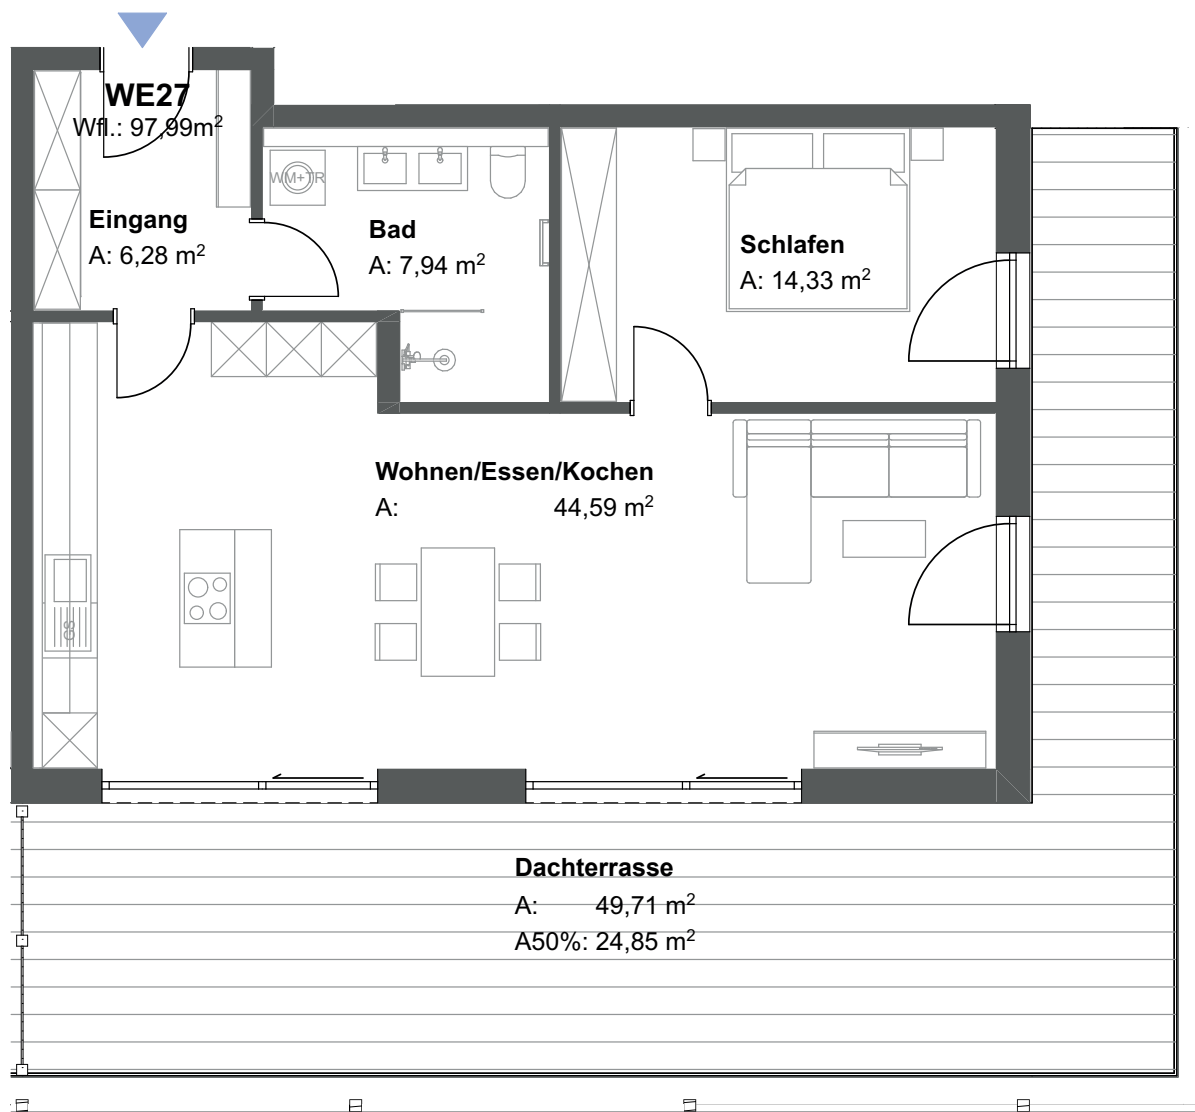 WE27
Wfl.: 97,99m²
Eingang
A: 6,28 m²
WM+TR
Bad
A: 7,94 m²
Schlafen
A: 14,33 m²
Wohnen/Essen/Kochen
A: 44,59 m²
GS
Dachterrasse
A: 49,71 m²
A50%: 24,85 m²